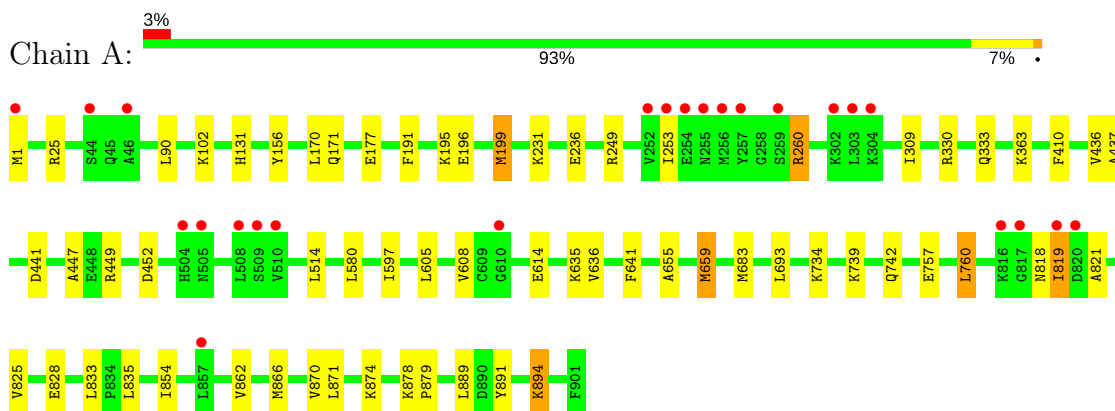 3%
Chain A:
93% 7% •
M1 R25 S44 Q45 A46 L90 K102 H131 Y156 L170 Q171 E177 F191 K195 E196 M199 K231 E236 R249 V252 I253 E254 N255 M256 Y257 G258 S259 R260 K302 L303 K304 I309 R330 Q333 K363 F410 V436 A437
D441 A447 E448 R449 D452 H504 N505 L508 S509 V510 L514 L580 I597 L605 V608 C609 G610 E614 K635 V636 F641 A655 M659 M683 L693 K734 K739 Q742 E757 L760 K816 G817 N818 I819 D820 A821
V825 E828 L833 P834 L835 I854 L857 V862 M866 V870 L871 K874 K878 P879 L889 D890 Y891 K894 F901